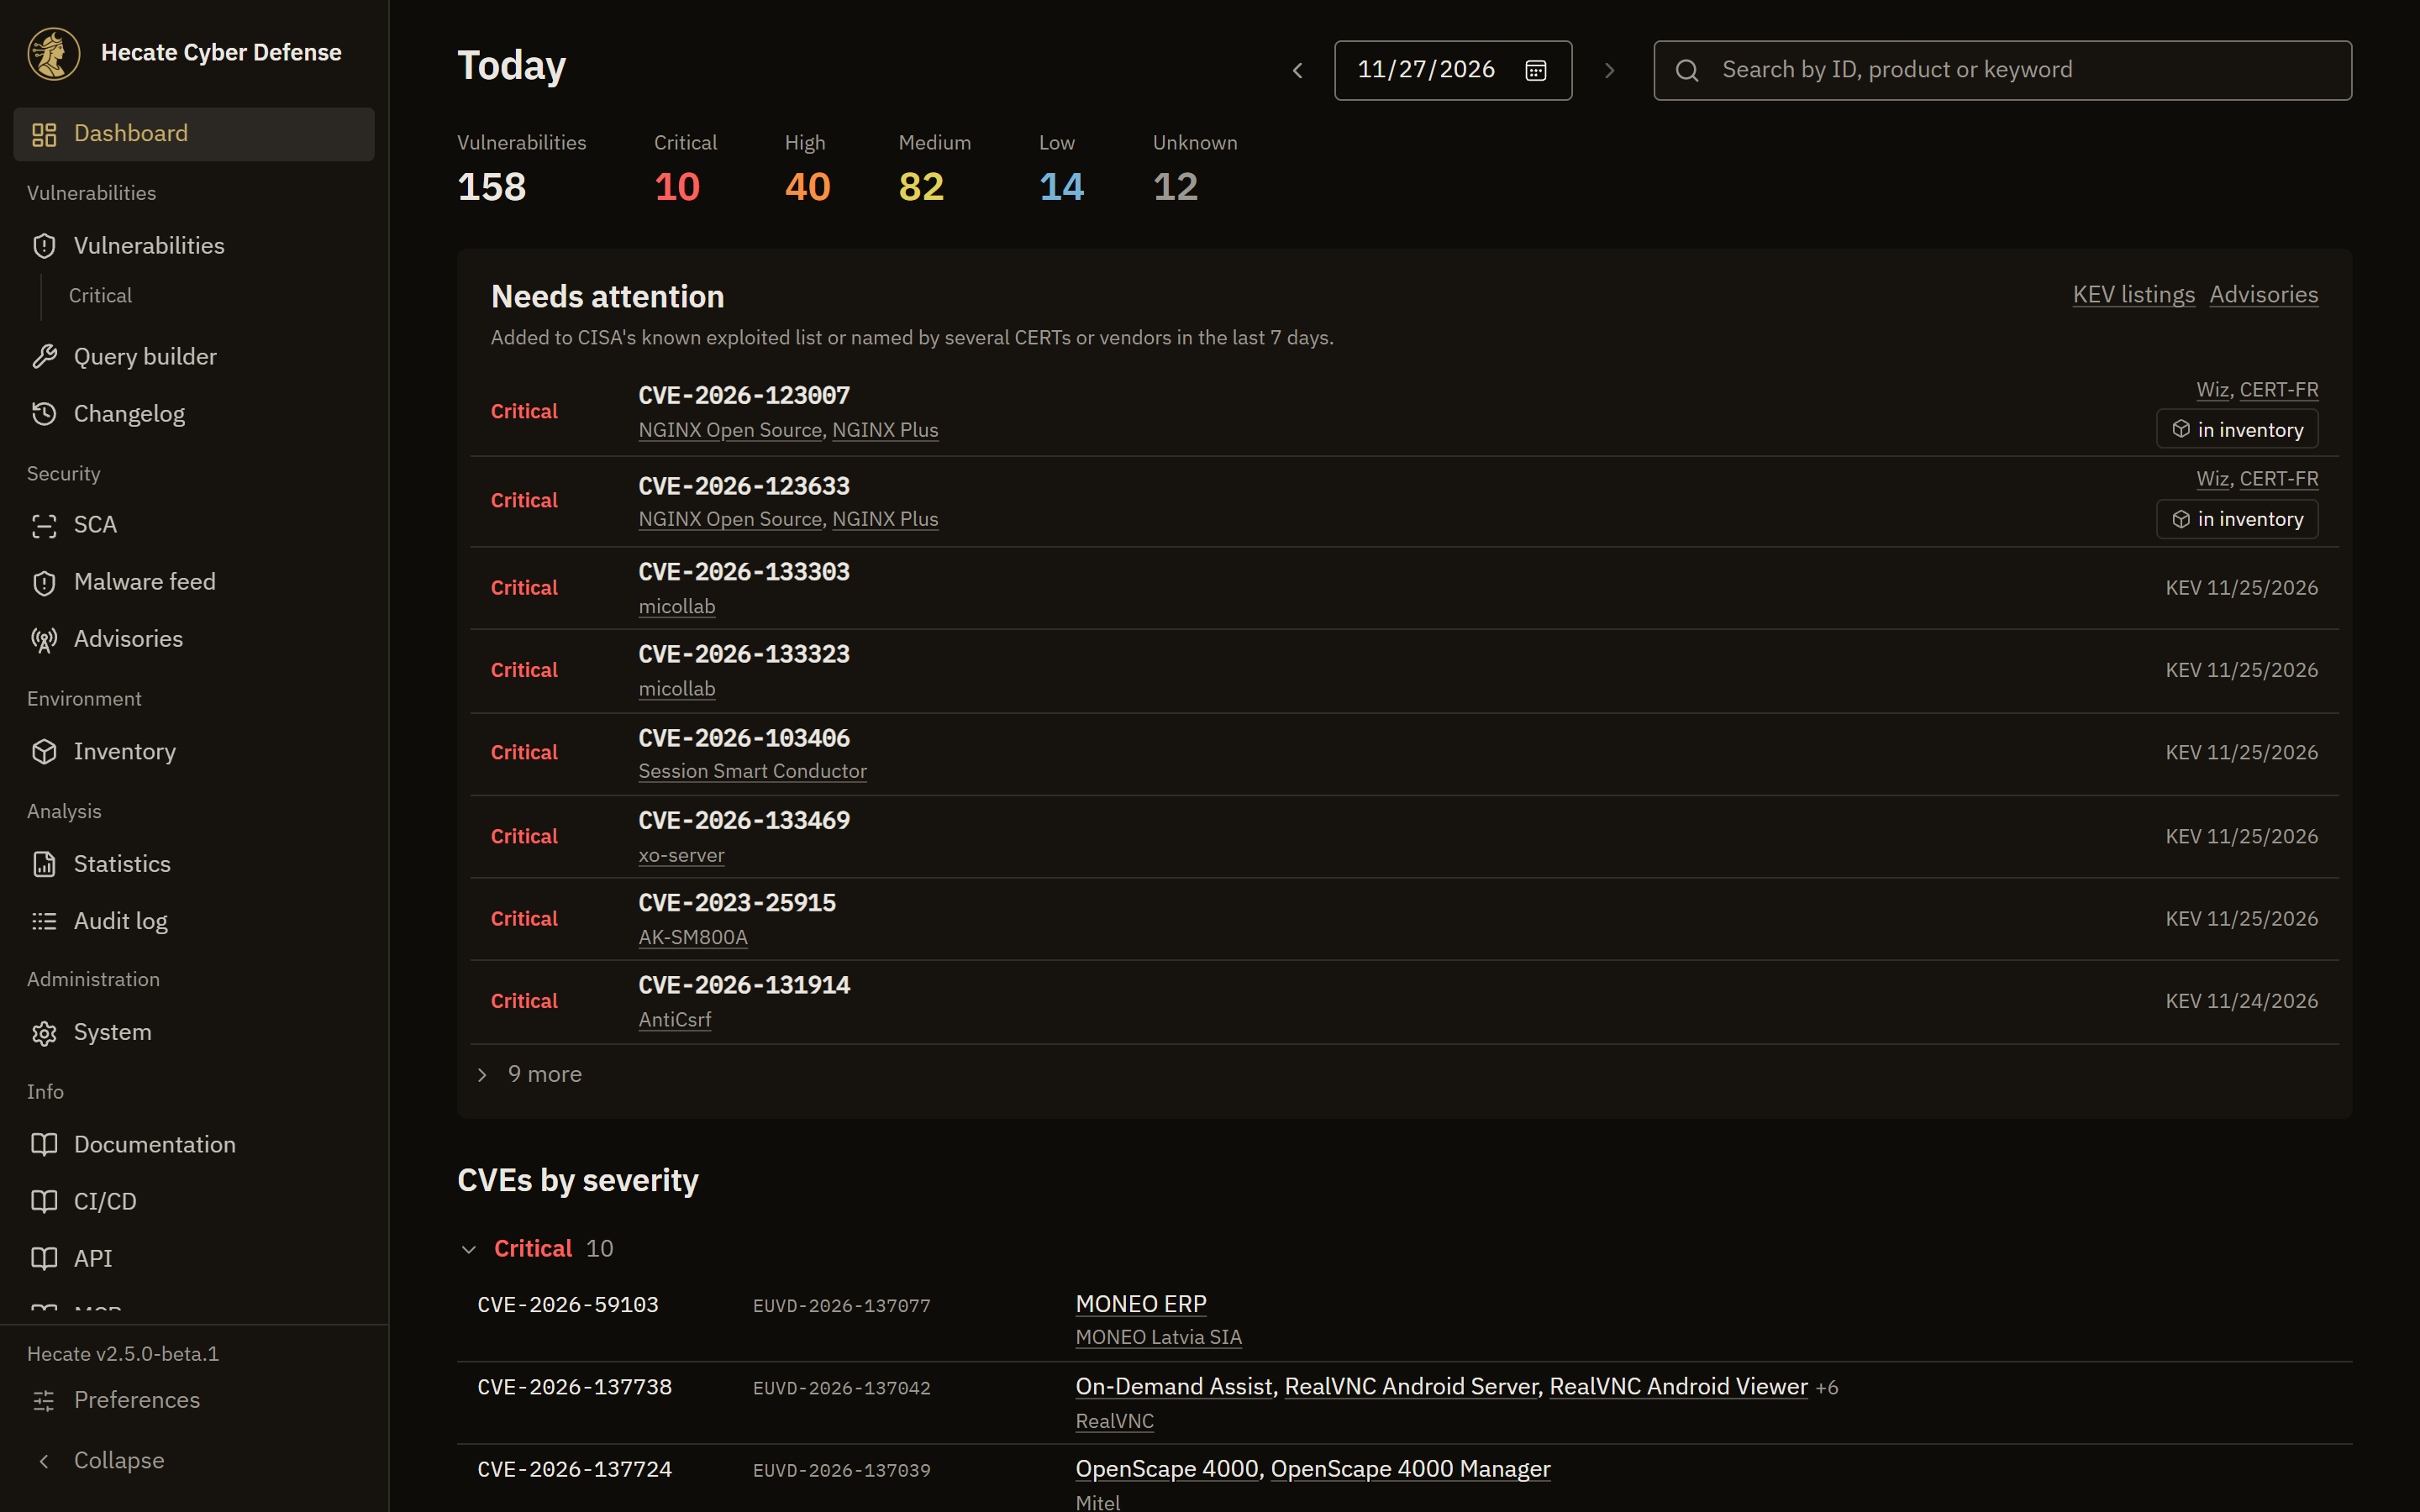 Hecate Cyber Defense
Dashboard
Vulnerabilities
Vulnerabilities
Critical
Query builder
Changelog
Security
SCA
Malware feed
Advisories
Environment
Inventory
Analysis
Statistics
Audit log
Administration
System
Info
Documentation
CI/CD
API
Hecate v2.5.0-beta.1
Preferences
Collapse
Today
11/27/2026
Search by ID, product or keyword
Vulnerabilities Critical High Medium Low Unknown
158 10 40 82 14 12
Needs attention
KEV listings Advisories
Added to CISA's known exploited list or named by several CERTs or vendors in the last 7 days.
Critical CVE-2026-123007 Wiz, CERT-FR
NGINX Open Source, NGINX Plus in inventory
Critical CVE-2026-123633 Wiz, CERT-FR
NGINX Open Source, NGINX Plus in inventory
Critical CVE-2026-133303 KEV 11/25/2026
micollab
Critical CVE-2026-133323 KEV 11/25/2026
micollab
Critical CVE-2026-103406 KEV 11/25/2026
Session Smart Conductor
Critical CVE-2026-133469 KEV 11/25/2026
xo-server
Critical CVE-2023-25915 KEV 11/25/2026
AK-SM800A
Critical CVE-2026-131914 KEV 11/24/2026
AntiCsrf
9 more
CVEs by severity
Critical 10
CVE-2026-59103 EUVD-2026-137077 MONEO ERP
MONEO Latvia SIA
CVE-2026-137738 EUVD-2026-137042 On-Demand Assist, RealVNC Android Server, RealVNC Android Viewer +6
RealVNC
CVE-2026-137724 EUVD-2026-137039 OpenScape 4000, OpenScape 4000 Manager
Mitel